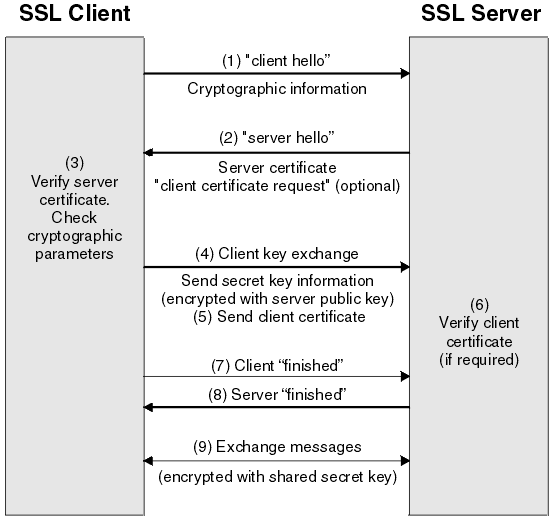 SSL Client
SSL Server
(1) "client hello”
Cryptographic information
(2) "server hello”
Server certificate
"client certificate request" (optional)
(3)
Verify server
certificate.
Check
cryptographic
parameters
(4) Client key exchange
Send secret key information
(encrypted with server public key)
(5) Send client certificate
(6)
Verify client
certificate
(if required)
(7) Client “finished”
(8) Server “finished”
(9) Exchange messages
(encrypted with shared secret key)